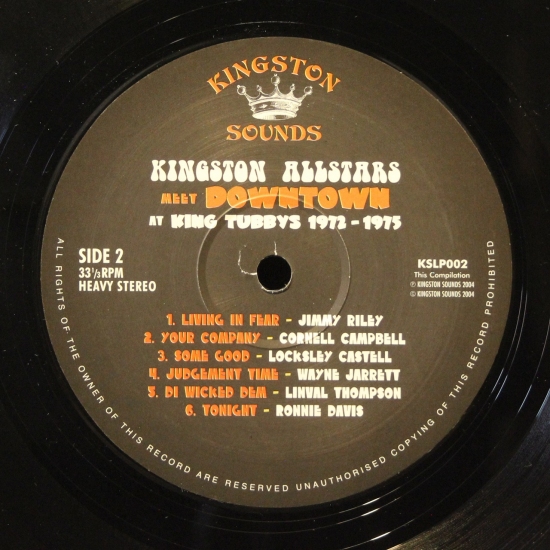 KINGSTON
SOUNDS
KINGSTON ALLSTARS
MEET DOWNTOWN
AT KING TUBBYS 1972 - 1975
SIDE 2
33⅓ RPM
HEAVY STEREO
KSLP002
This Compilation
℗ KINGSTON SOUNDS 2004
© KINGSTON SOUNDS 2004
1. LIVING IN FEAR - JIMMY RILEY
2. YOUR COMPANY - CORNELL CAMPBELL
3. SOME GOOD - LOCKSLEY CASTELL
4. JUDGEMENT TIME - WAYNE JARRETT
5. DI WICKED DEM - LINVAL THOMPSON
6. TONIGHT - RONNIE DAVIS
ALL RIGHTS OF THE OWNER OF THIS RECORD ARE RESERVED UNAUTHORISED COPYING OF THIS RECORD PROHIBITED